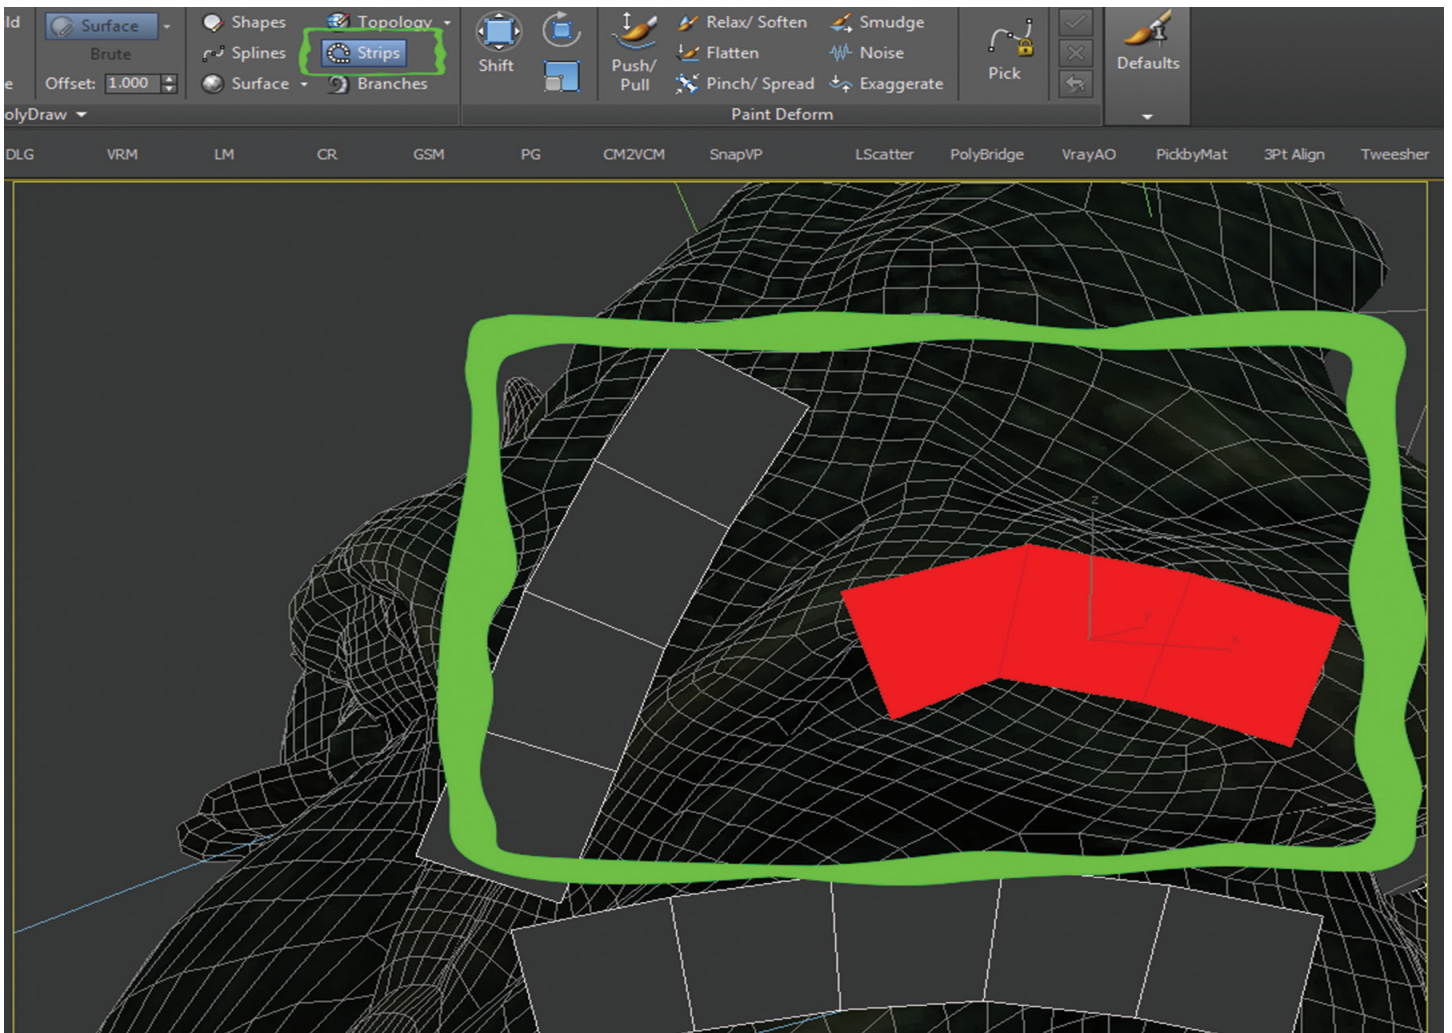 ld Surface Shapes Topology Relax/ Soften Smudge
Brute Splines Strips Shift Push/ Pull Flatten Noise Pick Defaults
e Offset: 1.000 Surface Branches Pinch/ Spread Exaggerate
olyDraw Paint Deform
DLG VRM LM CR GSM PG CM2VCM SnapVP LScatter PolyBridge VrayAO PickbyMat 3Pt Align Tweesher
z
y
x